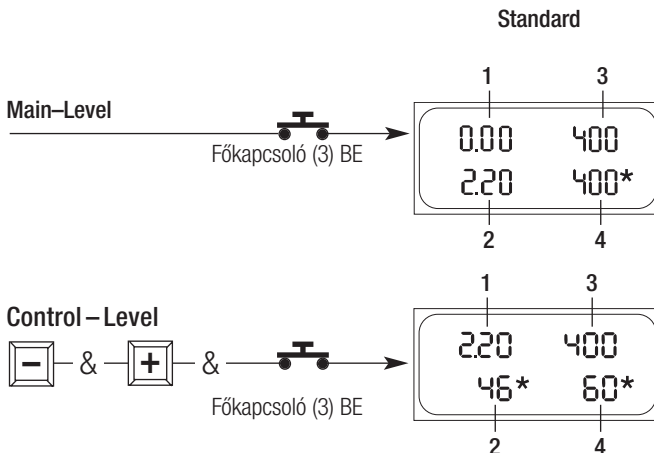 Standard
1 3
Main–Level
0.00 400
Főkapcsoló (3) BE
2.20 400*
2 4
1 3
Control – Level
2.20 400
- & + &
46* 60*
Főkapcsoló (3) BE
2 4